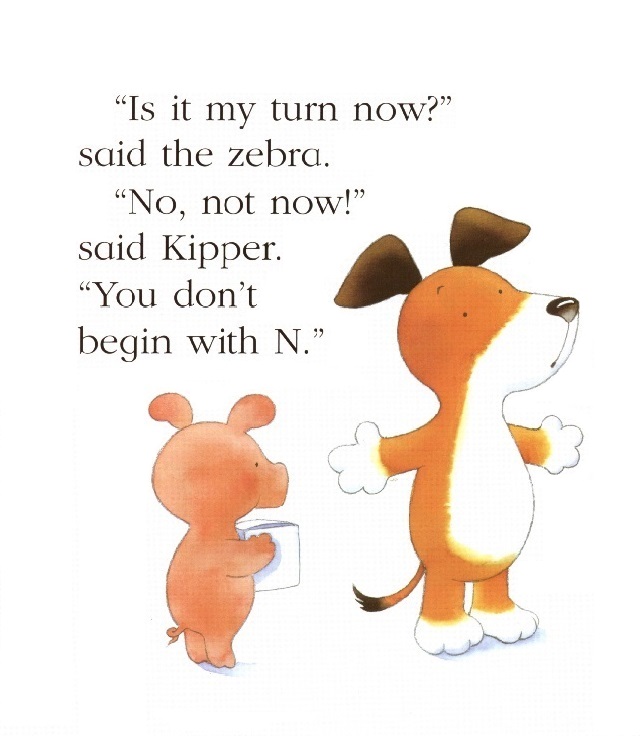 “Is it my turn now?”
said the zebra.
“No, not now!”
said Kipper.
“You don’t
begin with N.”